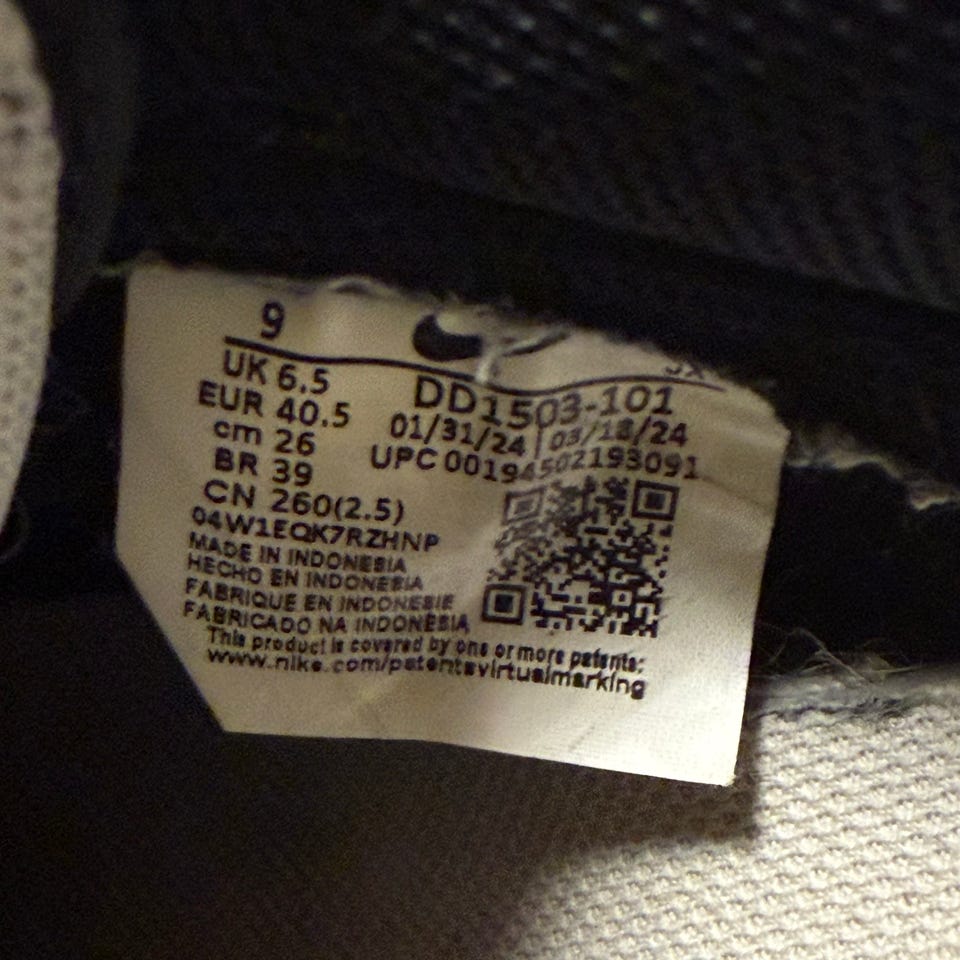 9
UK 6.5
EUR 40.5
cm 26
BR 39
CN 260(2.5)
DD1503-101
01/31/24 | 03/18/24
UPC 00194502193091
04W1EQK7RZHNP
MADE IN INDONESIA
HECHO EN INDONESIA
FABRIQUE EN INDONESIE
FABRICADO NA INDONÉSIA
This product is covered by one or more patents:
www.nike.com/patentsvirtualmarking